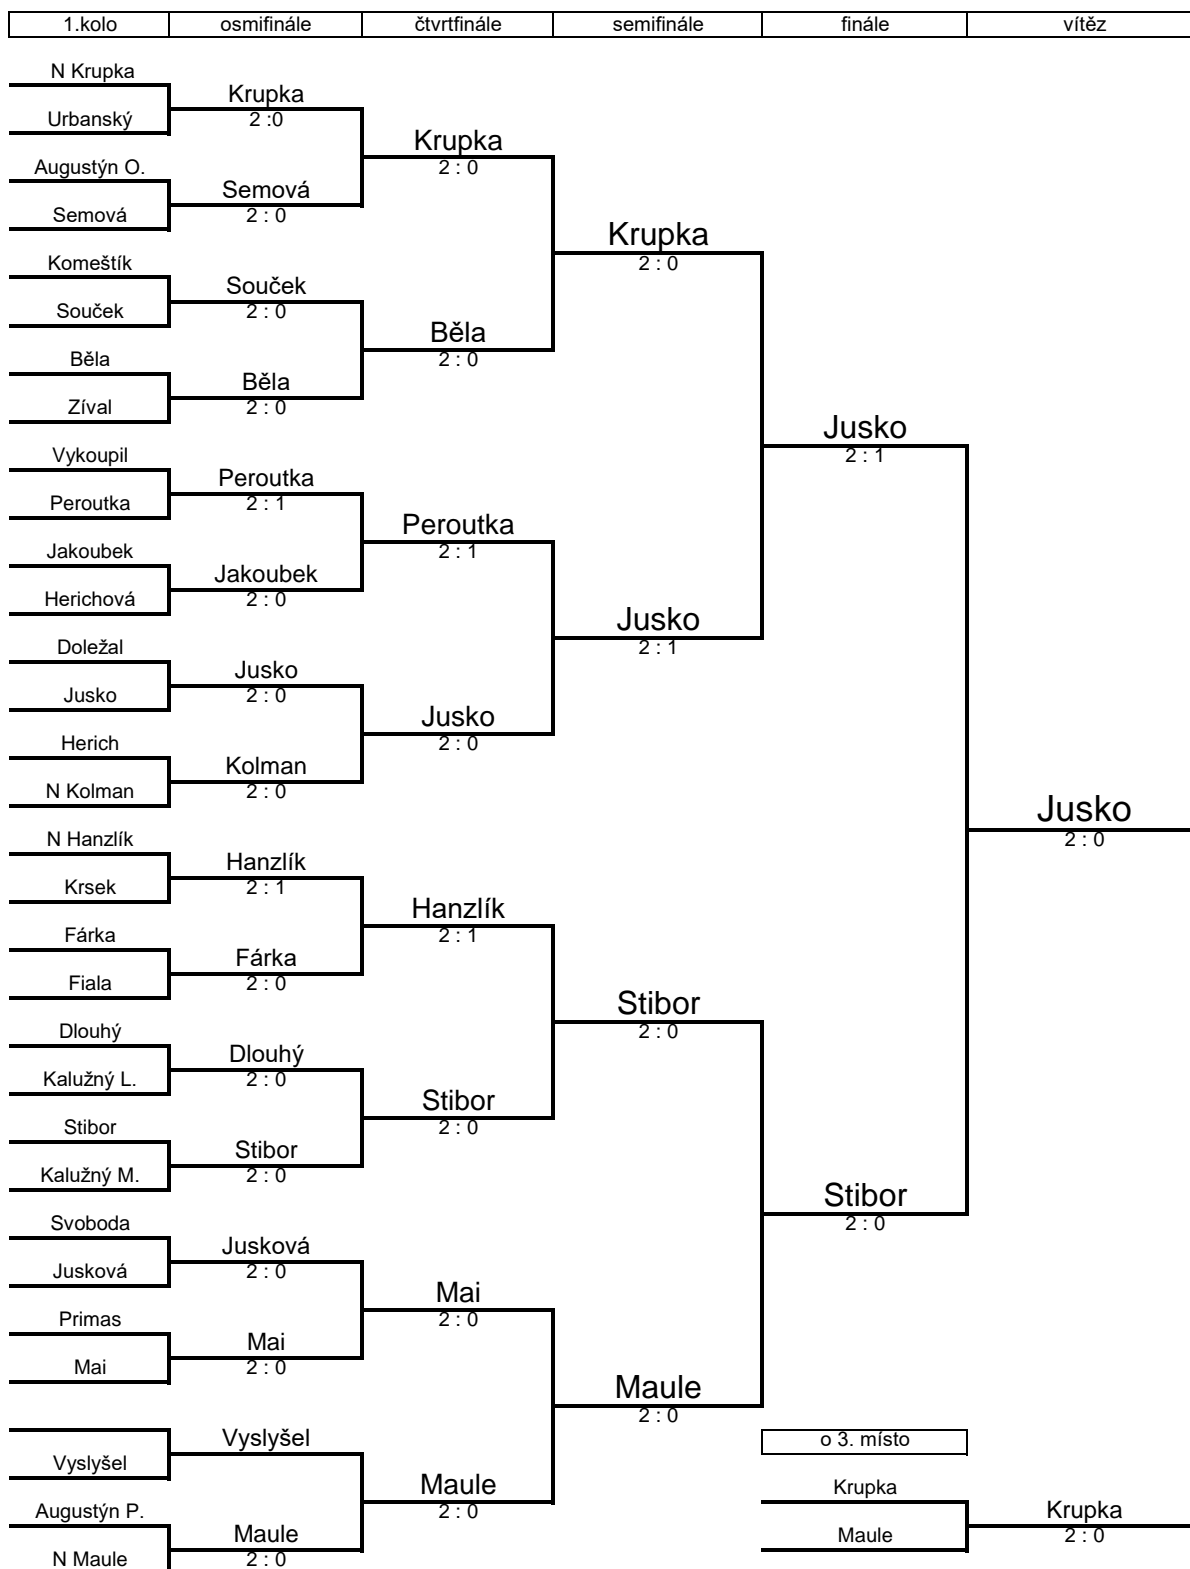 1.kolo osmifinále čtvrtfinále semifinále finále vítěz
N Krupka
Krupka
Urbanský
2 :0
Krupka
Augustýn O.
2 : 0
Semová
Semová
2 : 0
Krupka
Komeštík
2 : 0
Souček
Souček
2 : 0
Běla
Běla
2 : 0
Běla
Zíval
2 : 0
Jusko
Vykoupil
2 : 1
Peroutka
Peroutka
2 : 1
Peroutka
Jakoubek
2 : 1
Jakoubek
Herichová
2 : 0
Jusko
Doležal
2 : 1
Jusko
Jusko
2 : 0
Jusko
Herich
2 : 0
Kolman
N Kolman
2 : 0
Jusko
N Hanzlík
2 : 0
Hanzlík
Krsek
2 : 1
Hanzlík
Fárka
2 : 1
Fárka
Fiala
2 : 0
Stibor
Dlouhý
2 : 0
Dlouhý
Kalužný L.
2 : 0
Stibor
Stibor
2 : 0
Stibor
Kalužný M.
2 : 0
Stibor
Svoboda
2 : 0
Jusková
Jusková
2 : 0
Mai
Primas
2 : 0
Mai
Mai
2 : 0
Maule
2 : 0
Vyslyšel
o 3. místo
Vyslyšel
Maule
Krupka
Augustýn P.
2 : 0
Krupka
Maule
Maule
2 : 0
N Maule
2 : 0